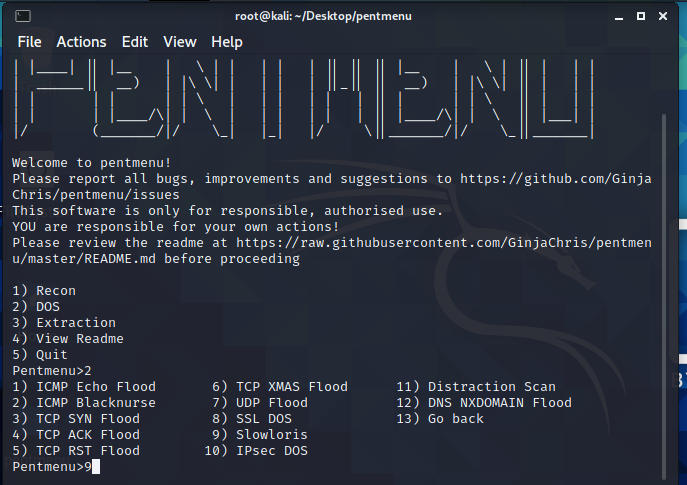 root@kali: ~/Desktop/pentmenu
File Actions Edit View Help
PENTMENU
Welcome to pentmenu!
Please report all bugs, improvements and suggestions to https://github.com/Ginja
Chris/pentmenu/issues
This software is only for responsible, authorised use.
YOU are responsible for your own actions!
Please review the readme at https://raw.githubusercontent.com/GinjaChris/pentmen
u/master/README.md before proceeding
1) Recon
2) DOS
3) Extraction
4) View Readme
5) Quit
Pentmenu>2
1) ICMP Echo Flood 6) TCP XMAS Flood 11) Distraction Scan
2) ICMP Blacknurse 7) UDP Flood 12) DNS NXDOMAIN Flood
3) TCP SYN Flood 8) SSL DOS 13) Go back
4) TCP ACK Flood 9) Slowloris
5) TCP RST Flood 10) IPsec DOS
Pentmenu>9